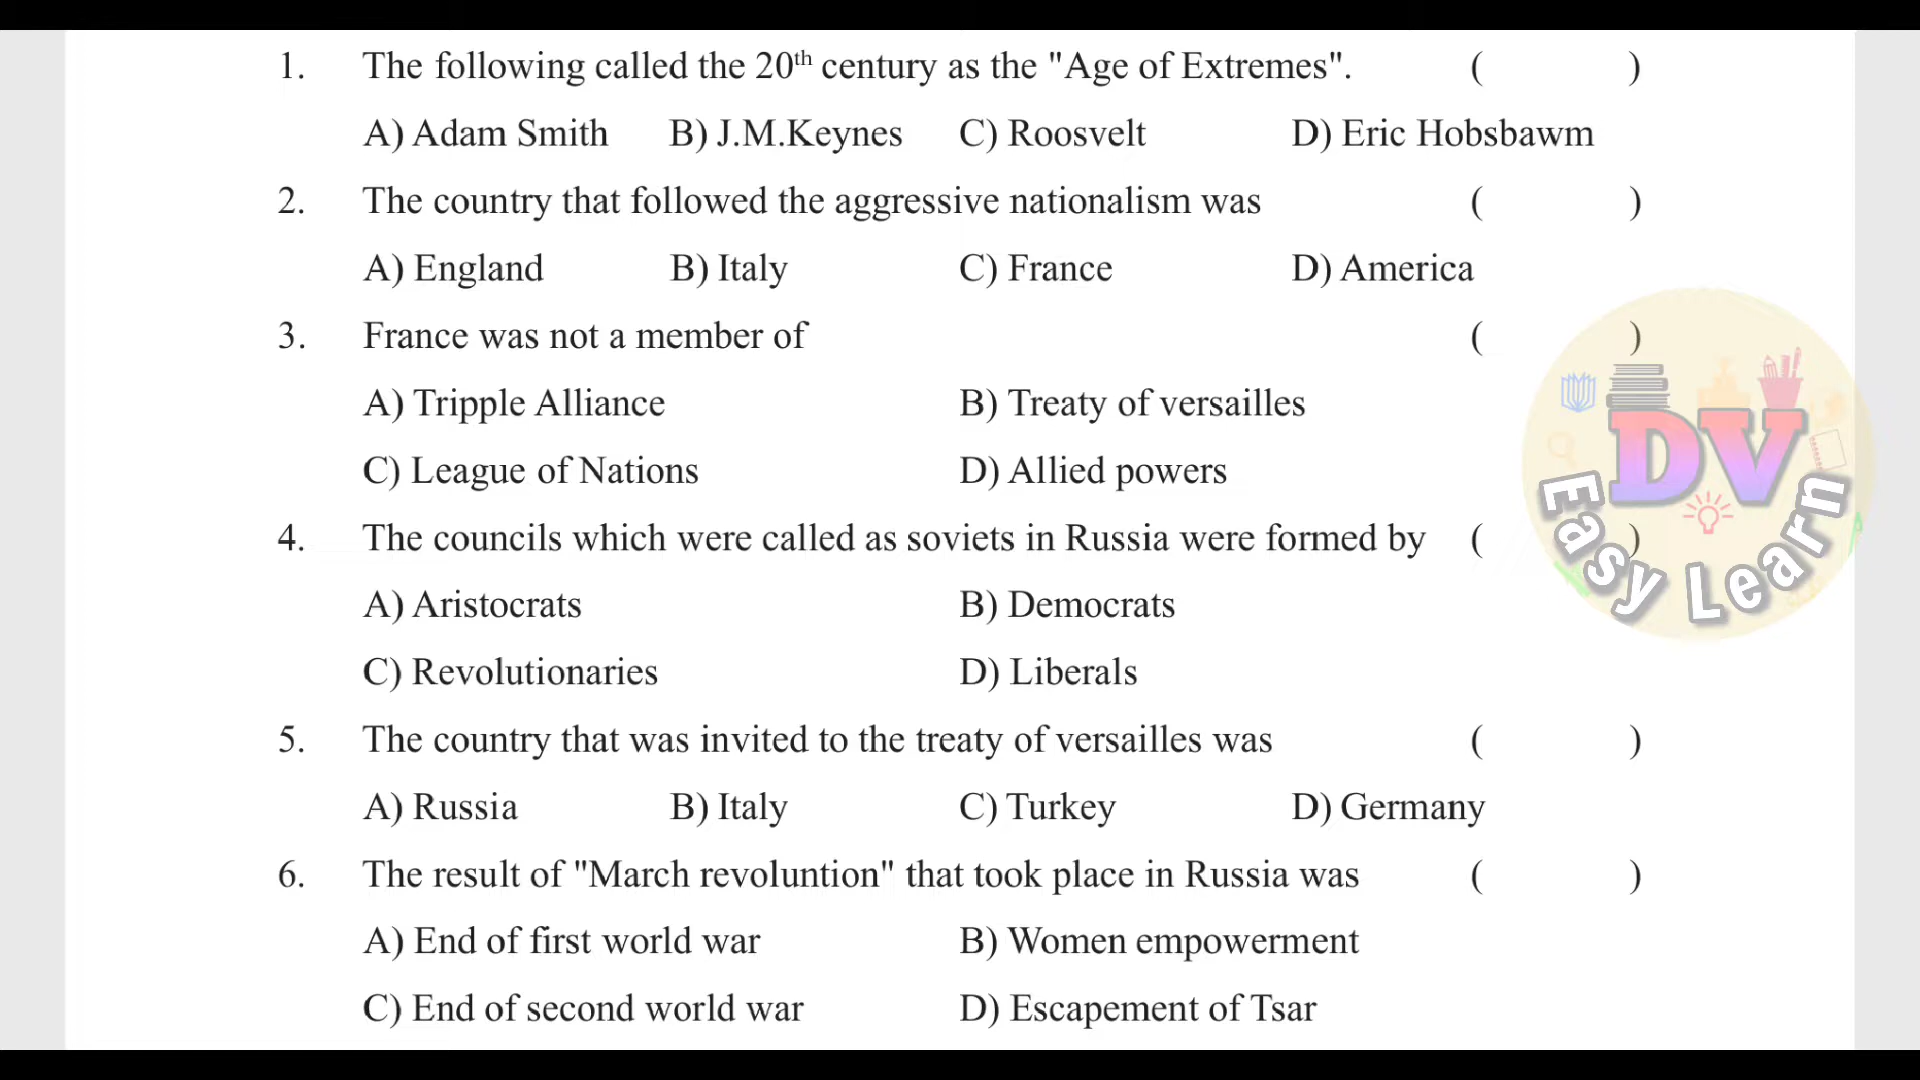 1. The following called the 20th century as the "Age of Extremes". ( )
A) Adam Smith B) J.M.Keynes C) Roosvelt D) Eric Hobsbawm
2. The country that followed the aggressive nationalism was ( )
A) England B) Italy C) France D) America
3. France was not a member of ( )
A) Tripple Alliance B) Treaty of versailles
C) League of Nations D) Allied powers
4. The councils which were called as soviets in Russia were formed by ( )
A) Aristocrats B) Democrats
C) Revolutionaries D) Liberals
5. The country that was invited to the treaty of versailles was ( )
A) Russia B) Italy C) Turkey D) Germany
6. The result of "March revoluntion" that took place in Russia was ( )
A) End of first world war B) Women empowerment
C) End of second world war D) Escapement of Tsar
DV
Easy Learn